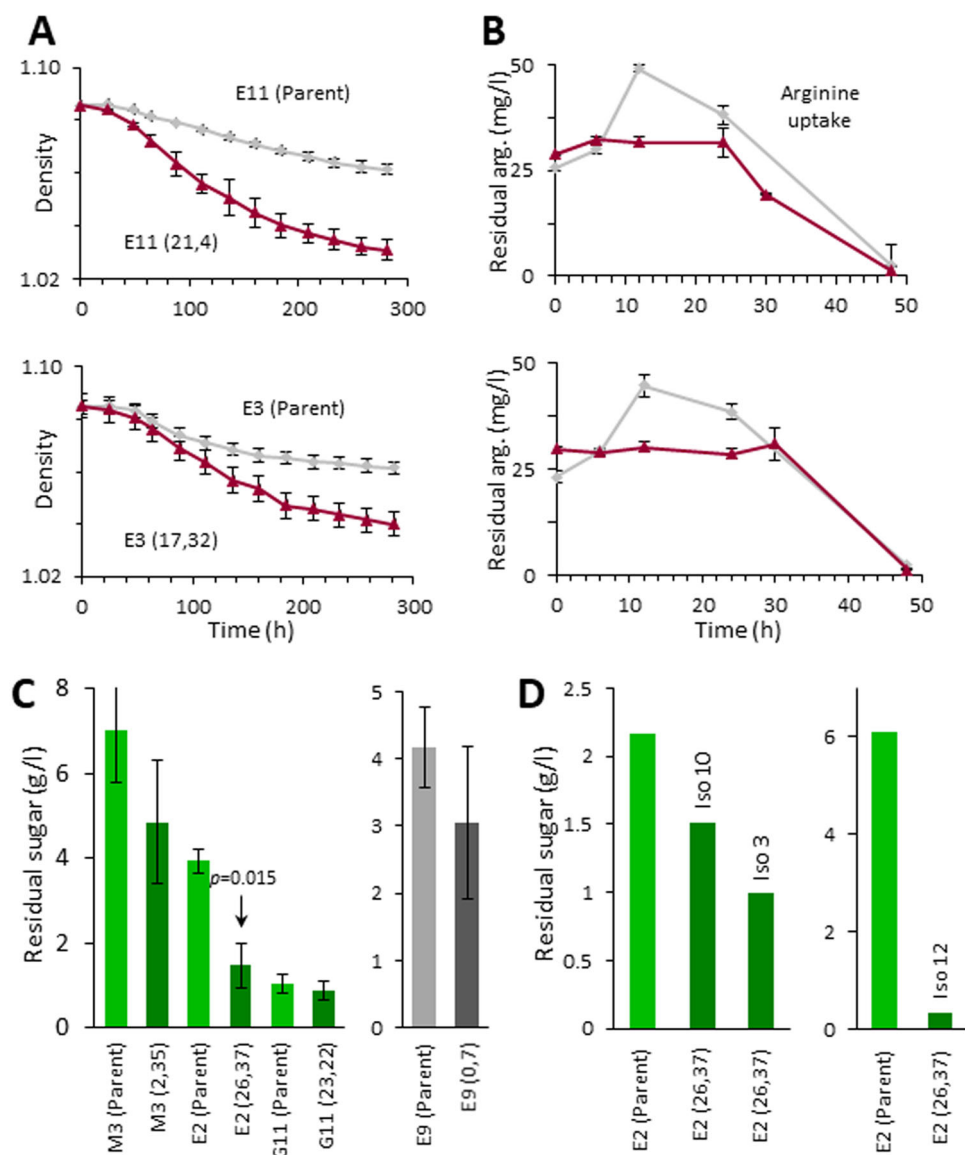 A
1.10
Density
1.02
E11 (Parent)
E11 (21,4)
0
100
200
300
B
50
Residual arg. (mg/l)
25
0
Arginine
uptake
0
10
20
30
40
50
1.10
Density
1.02
E3 (Parent)
E3 (17,32)
0
100
200
300
Time (h)
50
Residual arg. (mg/l)
25
0
0
10
20
30
40
50
Time (h)
C
8
6
4
2
0
Residual sugar (g/l)
p=0.015
M3 (Parent)
M3 (2,35)
E2 (Parent)
E2 (26,37)
G11 (Parent)
G11 (23,22)
5
4
3
2
1
0
E9 (Parent)
E9 (0,7)
D
2.5
2
1.5
1
0.5
0
Residual sugar (g/l)
Iso 10
Iso 3
E2 (Parent)
E2 (26,37)
E2 (26,37)
6
4
2
0
Iso 12
E2 (Parent)
E2 (26,37)